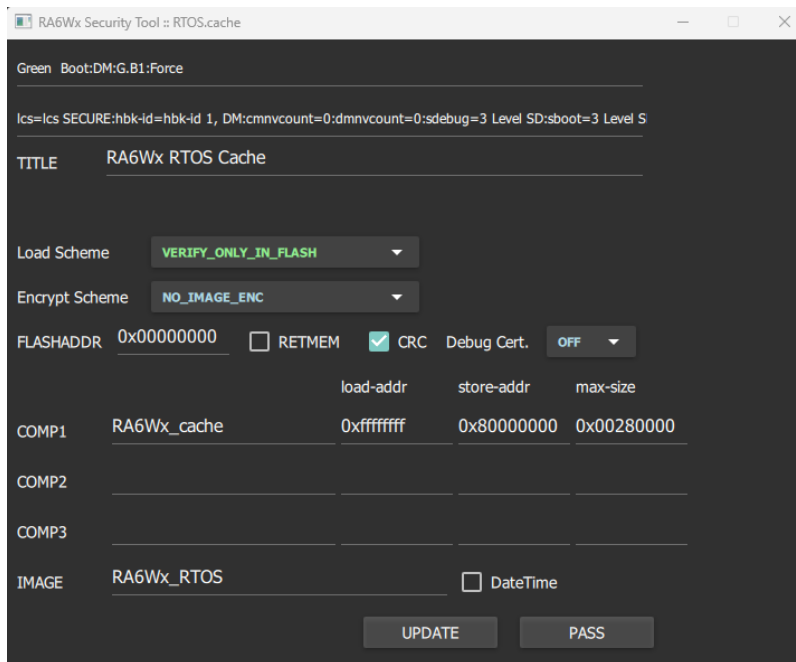 RA6Wx Security Tool :: RTOS.cache
Green Boot:DM:G.B1:Force
lcs=lcs SECURE:hbk-id=hbk-id 1, DM:cmnvcount=0:dmnvcount=0:sdebug=3 Level SD:sboot=3 Level S
TITLE RA6Wx RTOS Cache
Load Scheme VERIFY_ONLY_IN_FLASH
Encrypt Scheme NO_IMAGE_ENC
FLASHADDR 0x00000000 RETMEM CRC Debug Cert. OFF
load-addr store-addr max-size
COMP1 RA6Wx_cache 0xffffffff 0x80000000 0x00280000
COMP2
COMP3
IMAGE RA6Wx_RTOS DateTime
UPDATE PASS